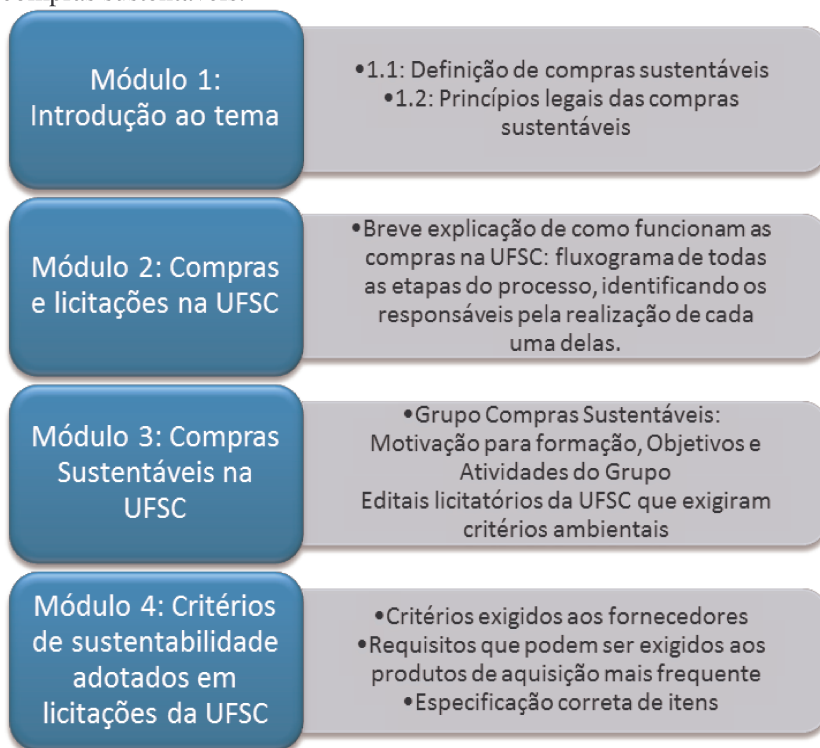 Módulo 1:
Introdução ao tema
•1.1: Definição de compras sustentáveis
•1.2: Princípios legais das compras
sustentáveis
Módulo 2: Compras
e licitações na UFSC
•Breve explicação de como funcionam as
compras na UFSC: fluxograma de todas
as etapas do processo, identificando os
responsáveis pela realização de cada
uma delas.
Módulo 3: Compras
Sustentáveis na
UFSC
•Grupo Compras Sustentáveis:
Motivação para formação, Objetivos e
Atividades do Grupo
Editais licitatórios da UFSC que exigiram
critérios ambientais
Módulo 4: Critérios
de sustentabilidade
adotados em
licitações da UFSC
•Critérios exigidos aos fornecedores
•Requisitos que podem ser exigidos aos
produtos de aquisição mais frequente
•Especificação correta de itens